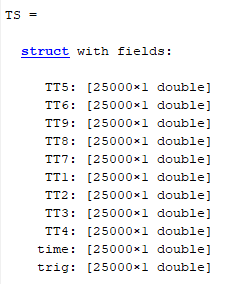 TS =
struct with fields:
TT5: [25000×1 double]
TT6: [25000×1 double]
TT9: [25000×1 double]
TT8: [25000×1 double]
TT7: [25000×1 double]
TT1: [25000×1 double]
TT2: [25000×1 double]
TT3: [25000×1 double]
TT4: [25000×1 double]
time: [25000×1 double]
trig: [25000×1 double]